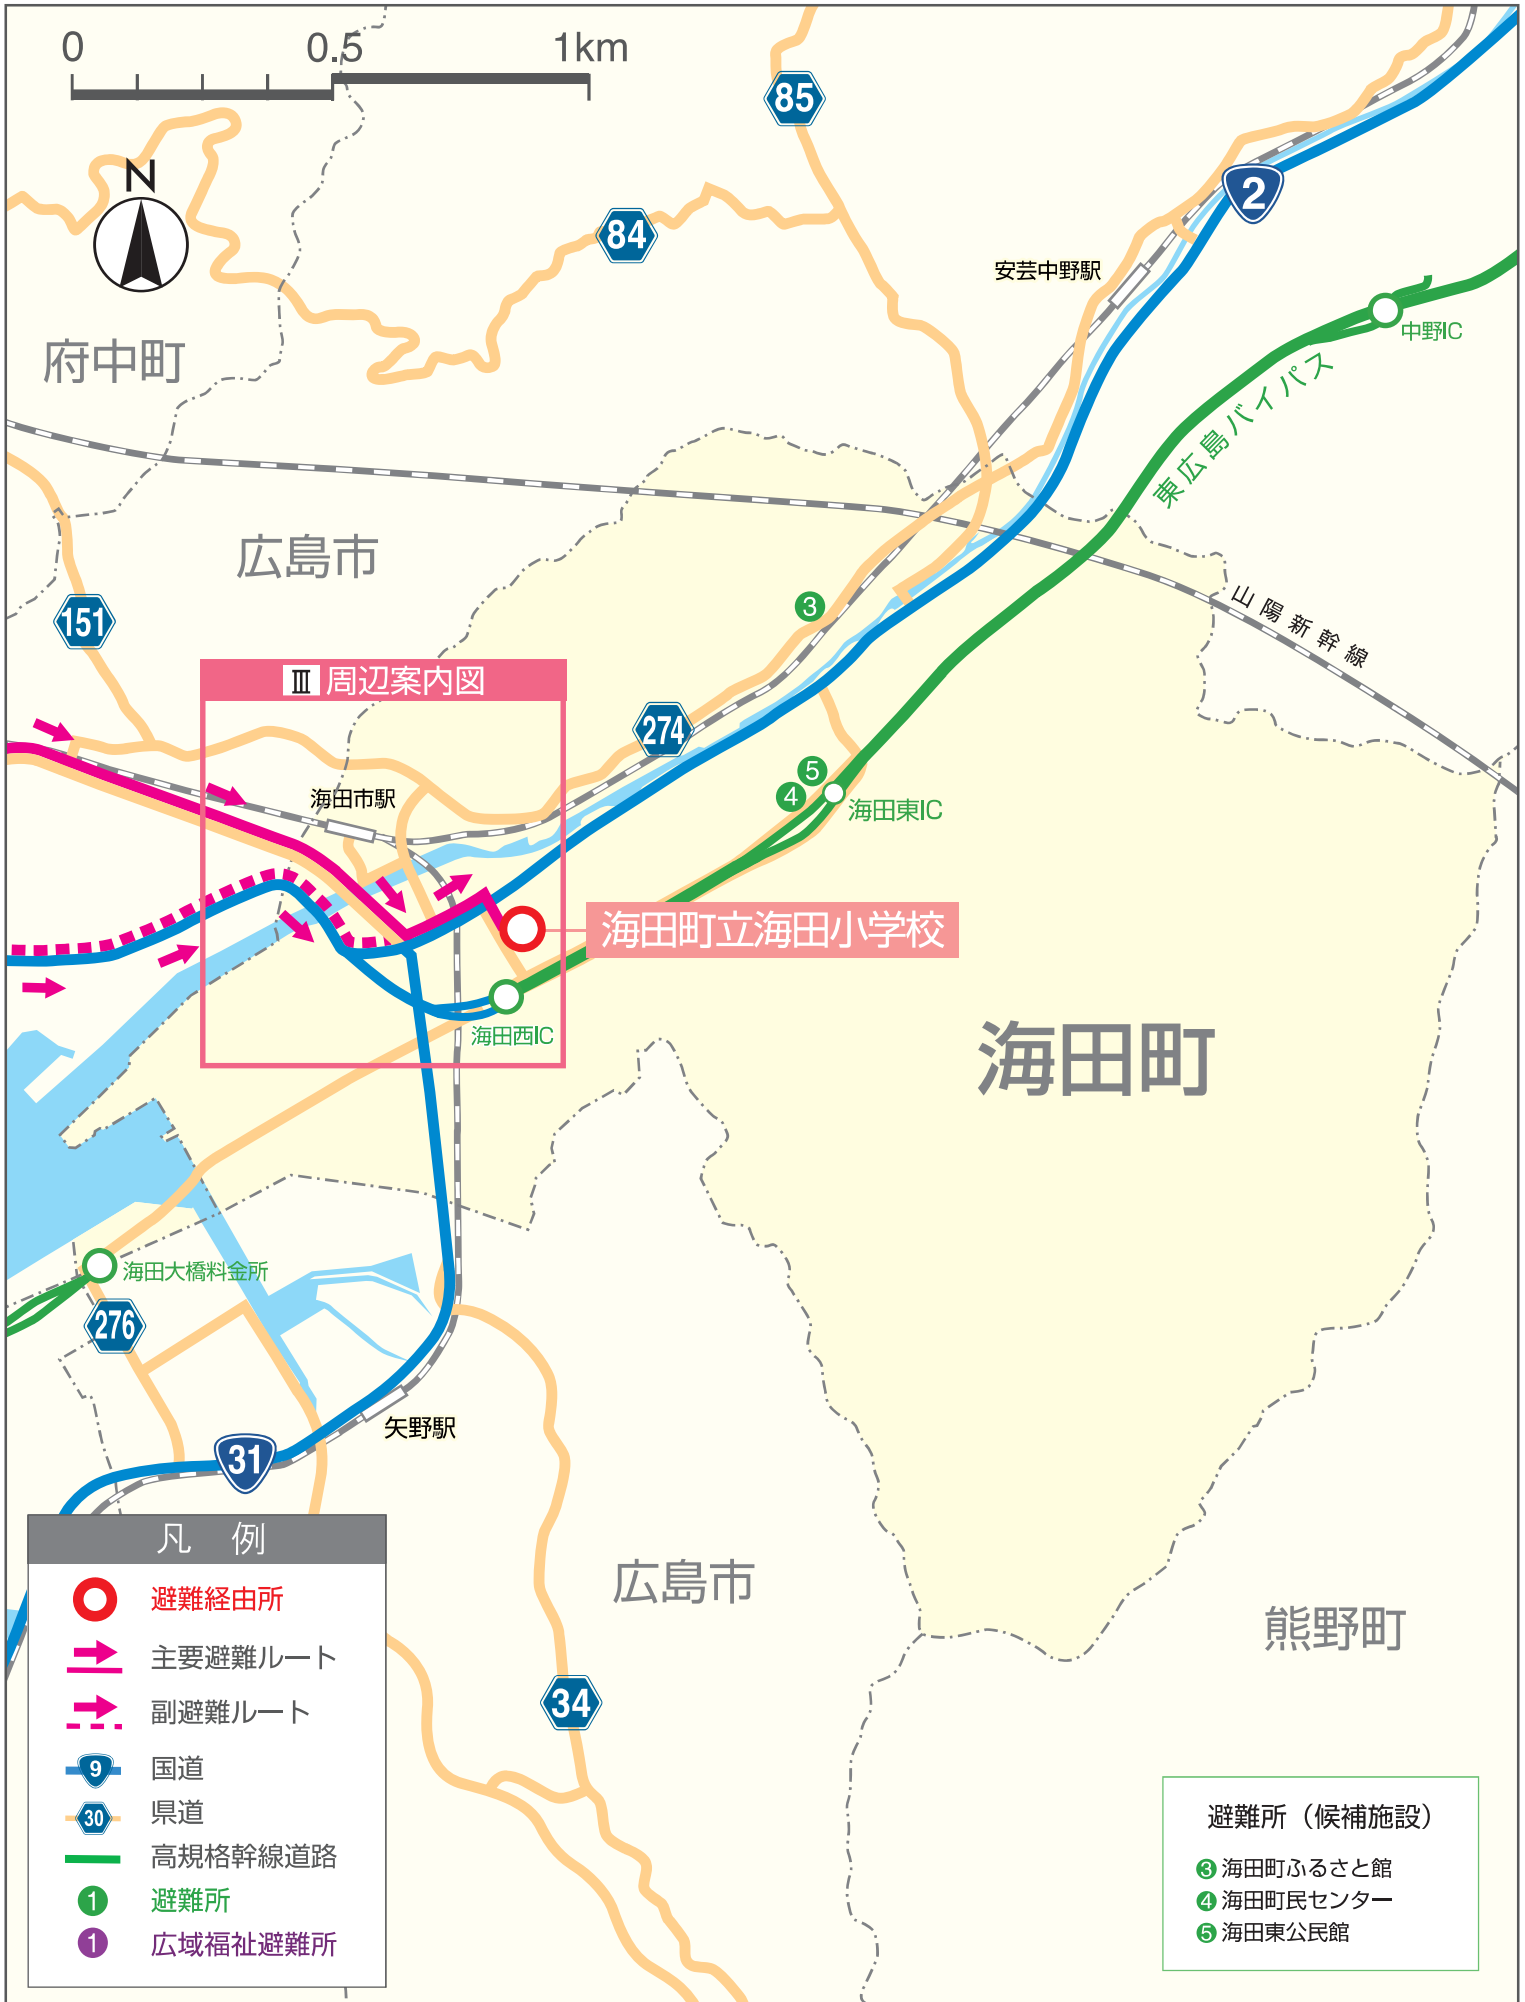 0 0.5 1km
N
85
84
2
安芸中野駅
中野IC
府中町
東広島バイパス
広島市
151
3
山陽新幹線
Ⅲ 周辺案内図
274
海田市駅
5
4
海田東IC
海田町立海田小学校
海田西IC
海田町
海田大橋料金所
276
矢野駅
31
広島市
熊野町
34
凡 例
避難経由所
主要避難ルート
副避難ルート
9 国道
30 県道
高規格幹線道路
1 避難所
1 広域福祉避難所
避難所（候補施設）
3 海田町ふるさと館
4 海田町民センター
5 海田東公民館